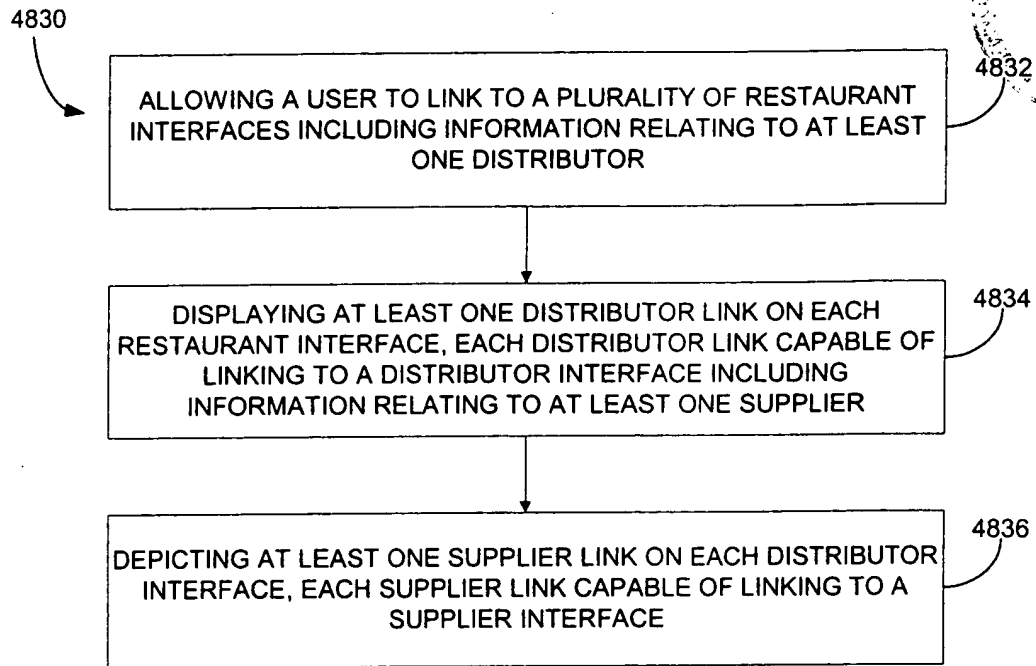 4830
4832
ALLOWING A USER TO LINK TO A PLURALITY OF RESTAURANT
INTERFACES INCLUDING INFORMATION RELATING TO AT LEAST
ONE DISTRIBUTOR
4834
DISPLAYING AT LEAST ONE DISTRIBUTOR LINK ON EACH
RESTAURANT INTERFACE, EACH DISTRIBUTOR LINK CAPABLE OF
LINKING TO A DISTRIBUTOR INTERFACE INCLUDING
INFORMATION RELATING TO AT LEAST ONE SUPPLIER
4836
DEPICTING AT LEAST ONE SUPPLIER LINK ON EACH DISTRIBUTOR
INTERFACE, EACH SUPPLIER LINK CAPABLE OF LINKING TO A
SUPPLIER INTERFACE